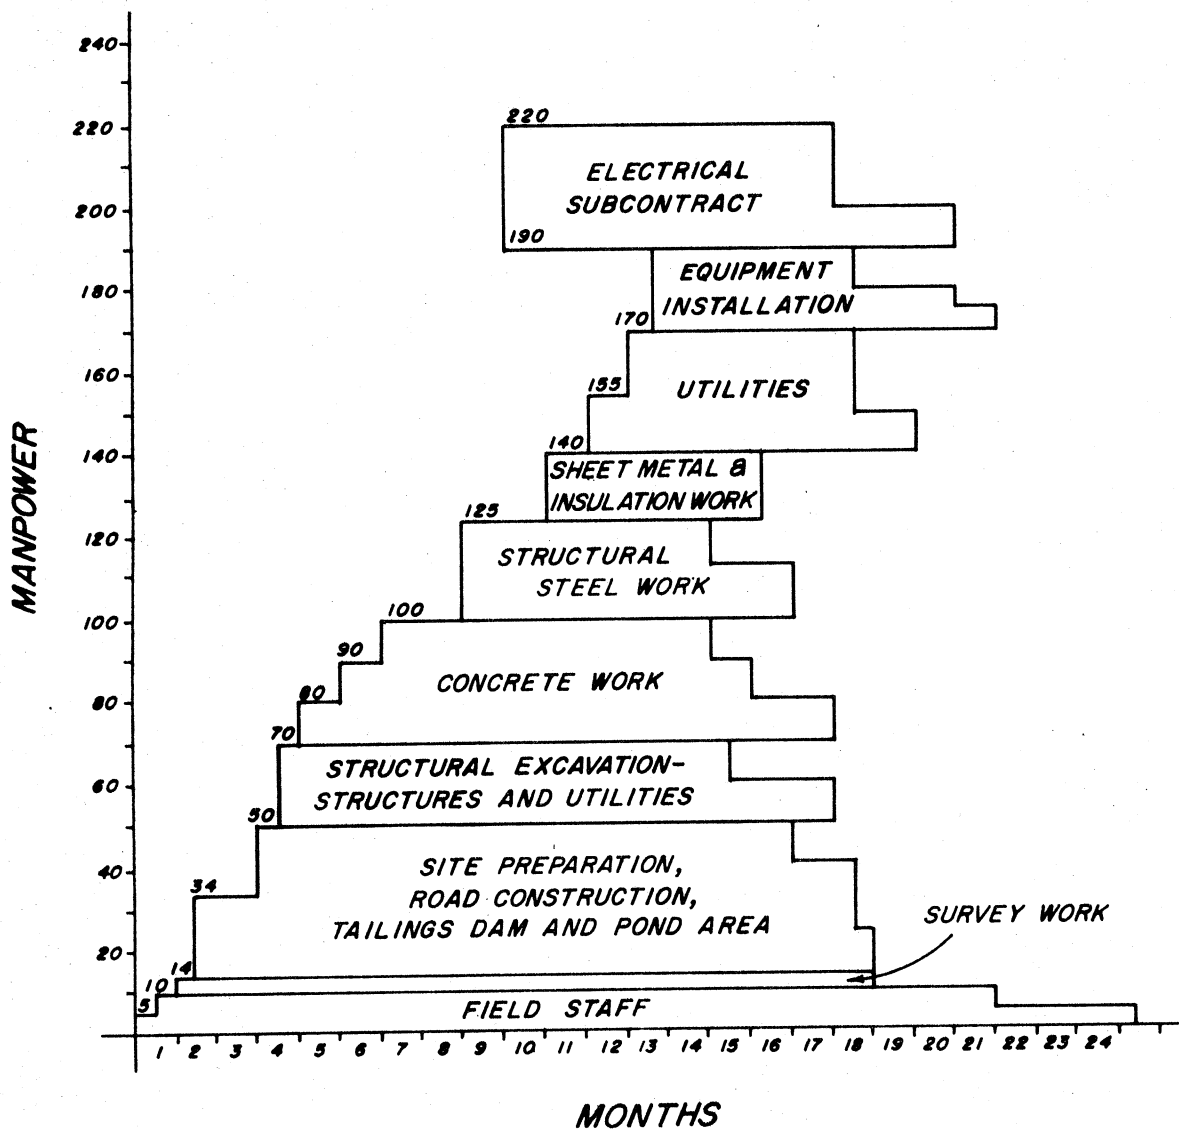 240
220
220
ELECTRICAL
SUBCONTRACT
200
190
EQUIPMENT
INSTALLATION
180
170
160
155
UTILITIES
140
140
SHEET METAL &
INSULATION WORK
125
120
STRUCTURAL
STEEL WORK
100
100
90
CONCRETE WORK
80
80
70
STRUCTURAL EXCAVATION-
STRUCTURES AND UTILITIES
60
50
40
SITE PREPARATION,
ROAD CONSTRUCTION,
TAILINGS DAM AND POND AREA
34
SURVEY WORK
20
14
10
5
FIELD STAFF
MANPOWER
1 2 3 4 5 6 7 8 9 10 11 12 13 14 15 16 17 18 19 20 21 22 23 24
MONTHS